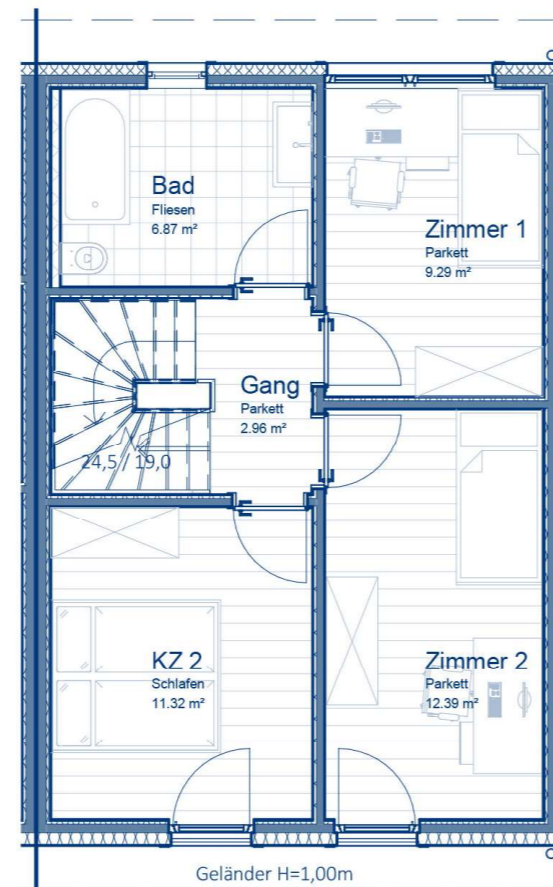 Bad
Fliesen
6.87 m²
Zimmer 1
Parkett
9.29 m²
Gang
Parkett
2.96 m²
24,5 / 19,0
KZ 2
Schlafen
11.32 m²
Zimmer 2
Parkett
12.39 m²
Geländer H=1,00m